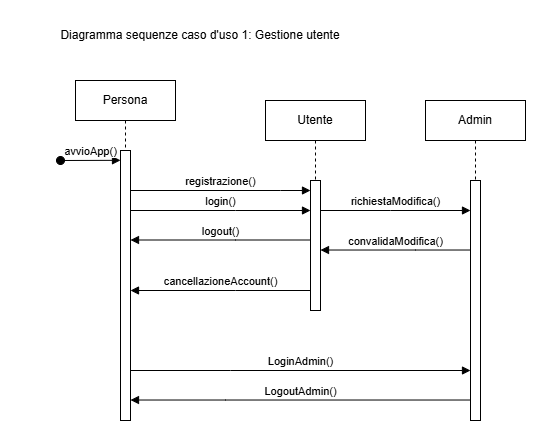 Diagramma sequenze caso d'uso 1: Gestione utente
Persona
Utente
Admin
avvioApp()
registrazione()
login()
richiestaModifica()
logout()
convalidaModifica()
cancellazioneAccount()
LoginAdmin()
LogoutAdmin()